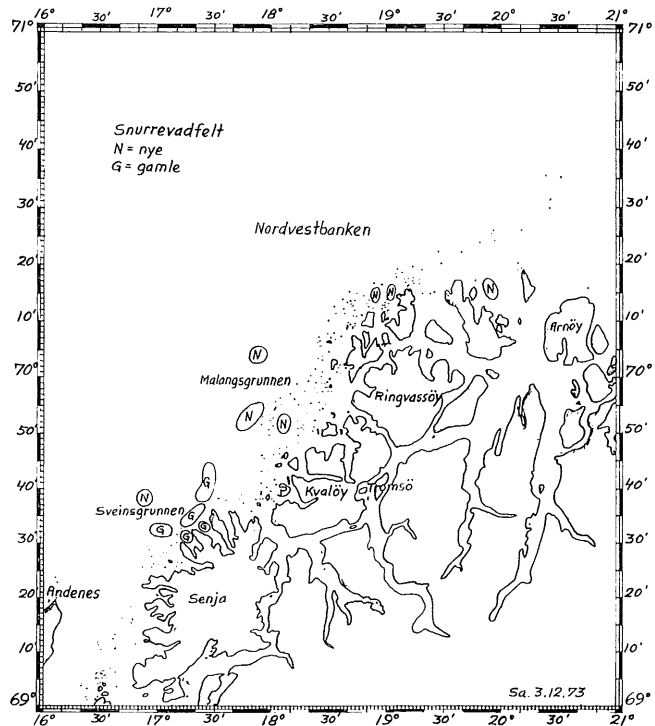 16° 30' 17° 30' 18° 30' 19° 30' 20° 30' 21°
71° 71°
50' 50'
Snurrevadfelt
N = nye
G = gamle
40' 40'
30' 30'
Nordvestbanken
20' 20'
N N N
10' 10'
Arnöy
N
70° 70°
Malangsgrunnen
Ringvassöy
N N
50' 50'
G
N
40' Kvalöy Tromsö 40'
Sveinsgrunnen
G
G G G
30' 30'
Andenes
20' Senja 20'
10' 10'
Sa. 3.12.73
69° 69°
16° 30' 17° 30' 18° 30' 19° 30' 20° 30' 21°